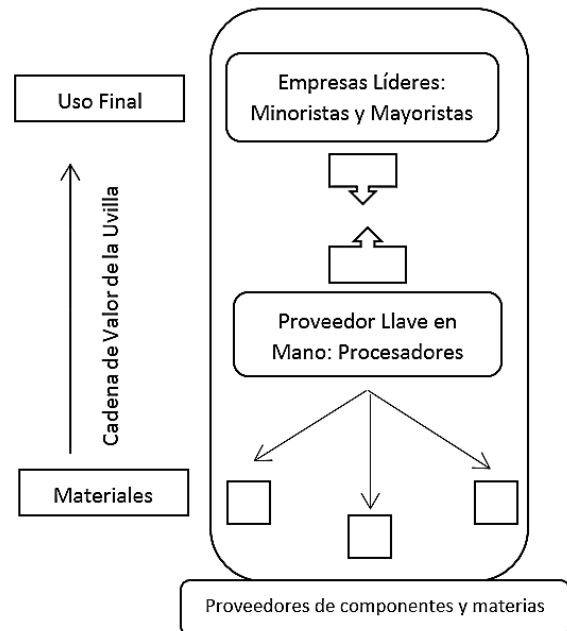 Empresas Líderes:
Minoristas y Mayoristas
Uso Final
Cadena de Valor de la Uvilla
Proveedor Llave en
Mano: Procesadores
Materiales
Proveedores de componentes y materias